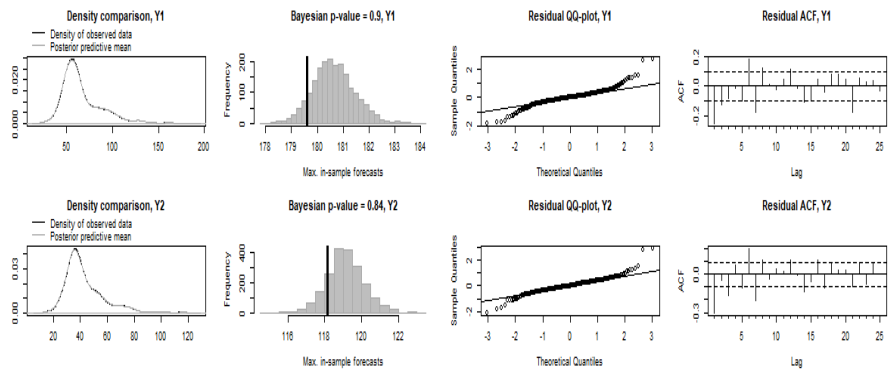 Density comparison, Y1
Density of observed data
Posterior predictive mean
0.000 0.020
50 100 150 200
Bayesian p-value = 0.9, Y1
Frequency
0 100 200
178 179 180 181 182 183 184
Max. in-sample forecasts
Residual QQ-plot, Y1
Sample Quantiles
-2 0 2
-3 -2 -1 0 1 2 3
Theoretical Quantiles
Residual ACF, Y1
ACF
-0.2 0.0 0.2
5 10 15 20 25
Lag
Density comparison, Y2
Density of observed data
Posterior predictive mean
0.00 0.03
20 40 60 80 100 120
Bayesian p-value = 0.84, Y2
Frequency
0 200 400
116 118 120 122
Max. in-sample forecasts
Residual QQ-plot, Y2
Sample Quantiles
-2 0 2
-3 -2 -1 0 1 2 3
Theoretical Quantiles
Residual ACF, Y2
ACF
-0.3 0.0
5 10 15 20 25
Lag